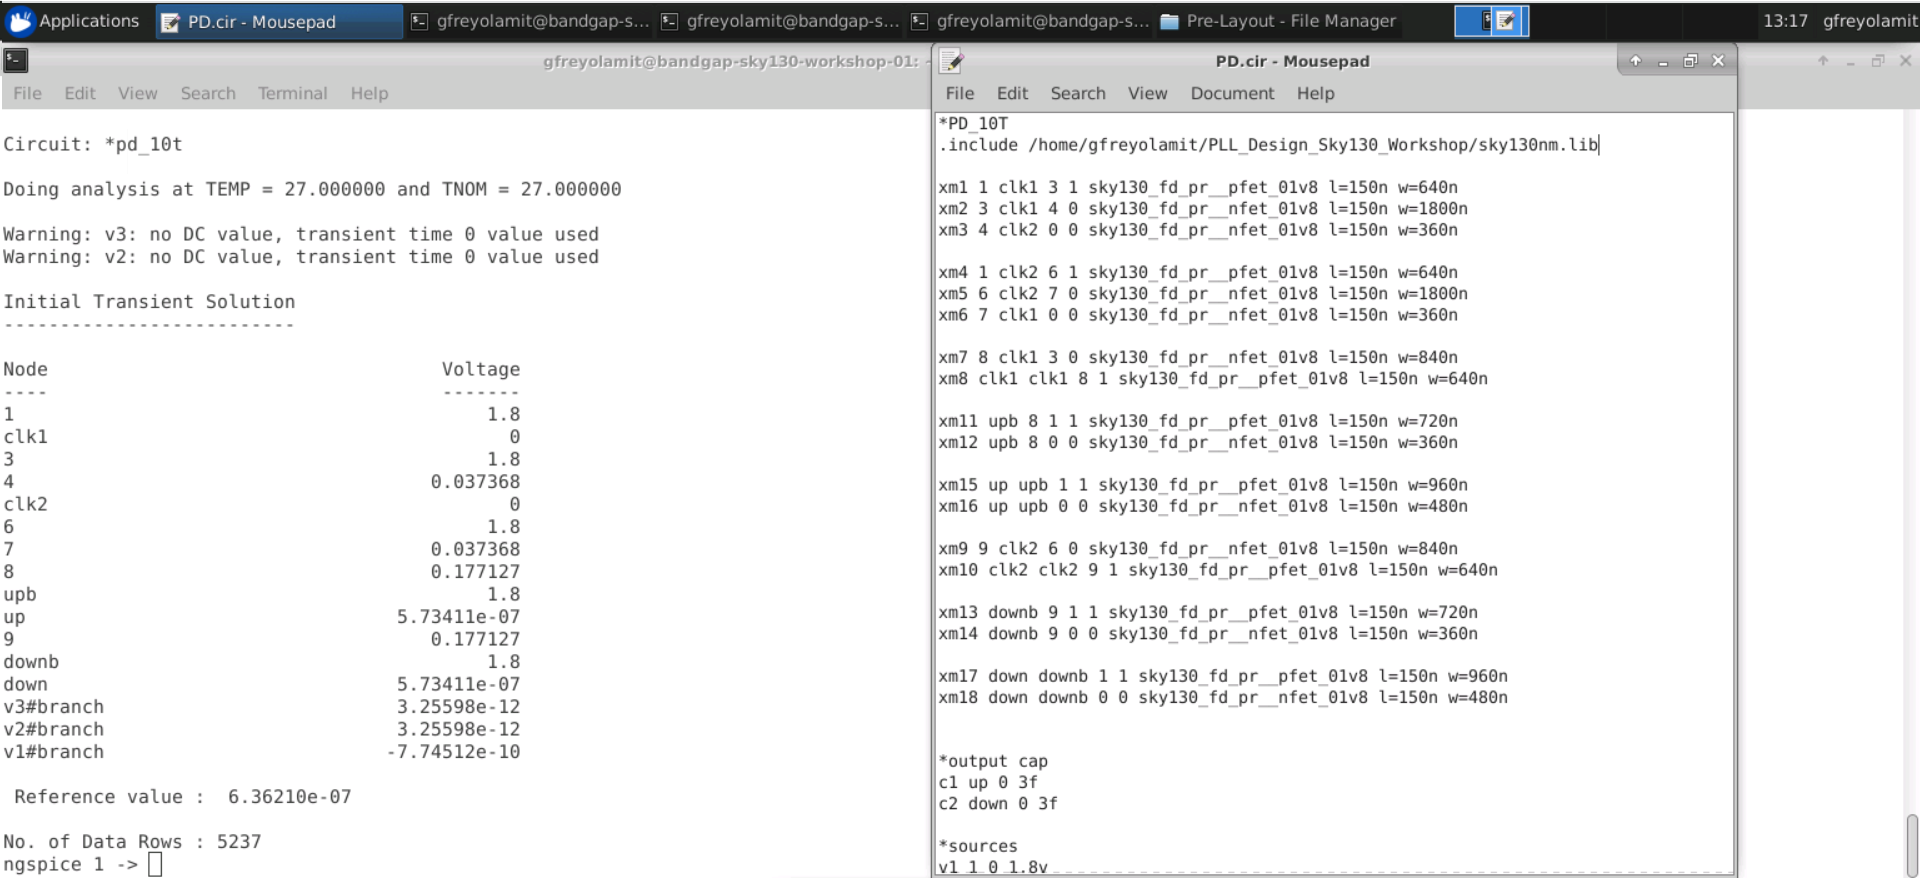 Applications
PD.cir - Mousepad
gfreyolamit@bandgap-s...
gfreyolamit@bandgap-s...
gfreyolamit@bandgap-s...
Pre-Layout - File Manager
13:17
gfreyolamit
gfreyolamit@bandgap-sky130-workshop-01: ~
File Edit View Search Terminal Help
Circuit: *pd_10t
Doing analysis at TEMP = 27.000000 and TNOM = 27.000000
Warning: v3: no DC value, transient time 0 value used
Warning: v2: no DC value, transient time 0 value used
Initial Transient Solution
--------------------------
Node Voltage
---- -------
1 1.8
clk1 0
3 1.8
4 0.037368
clk2 0
6 1.8
7 0.037368
8 0.177127
upb 1.8
up 5.73411e-07
9 0.177127
downb 1.8
down 5.73411e-07
v3#branch 3.25598e-12
v2#branch 3.25598e-12
v1#branch -7.74512e-10
Reference value : 6.36210e-07
No. of Data Rows : 5237
ngspice 1 ->
PD.cir - Mousepad
File Edit Search View Document Help
*PD_10T
.include /home/gfreyolamit/PLL_Design_Sky130_Workshop/sky130nm.lib
xm1 1 clk1 3 1 sky130_fd_pr__pfet_01v8 l=150n w=640n
xm2 3 clk1 4 0 sky130_fd_pr__nfet_01v8 l=150n w=1800n
xm3 4 clk2 0 0 sky130_fd_pr__nfet_01v8 l=150n w=360n
xm4 1 clk2 6 1 sky130_fd_pr__pfet_01v8 l=150n w=640n
xm5 6 clk2 7 0 sky130_fd_pr__nfet_01v8 l=150n w=1800n
xm6 7 clk1 0 0 sky130_fd_pr__nfet_01v8 l=150n w=360n
xm7 8 clk1 3 0 sky130_fd_pr__nfet_01v8 l=150n w=840n
xm8 clk1 clk1 8 1 sky130_fd_pr__pfet_01v8 l=150n w=640n
xm11 upb 8 1 1 sky130_fd_pr__pfet_01v8 l=150n w=720n
xm12 upb 8 0 0 sky130_fd_pr__nfet_01v8 l=150n w=360n
xm15 up upb 1 1 sky130_fd_pr__pfet_01v8 l=150n w=960n
xm16 up upb 0 0 sky130_fd_pr__nfet_01v8 l=150n w=480n
xm9 9 clk2 6 0 sky130_fd_pr__nfet_01v8 l=150n w=840n
xm10 clk2 clk2 9 1 sky130_fd_pr__pfet_01v8 l=150n w=640n
xm13 downb 9 1 1 sky130_fd_pr__pfet_01v8 l=150n w=720n
xm14 downb 9 0 0 sky130_fd_pr__nfet_01v8 l=150n w=360n
xm17 down downb 1 1 sky130_fd_pr__pfet_01v8 l=150n w=960n
xm18 down downb 0 0 sky130_fd_pr__nfet_01v8 l=150n w=480n
*output cap
c1 up 0 3f
c2 down 0 3f
*sources
v1 1 0 1.8v